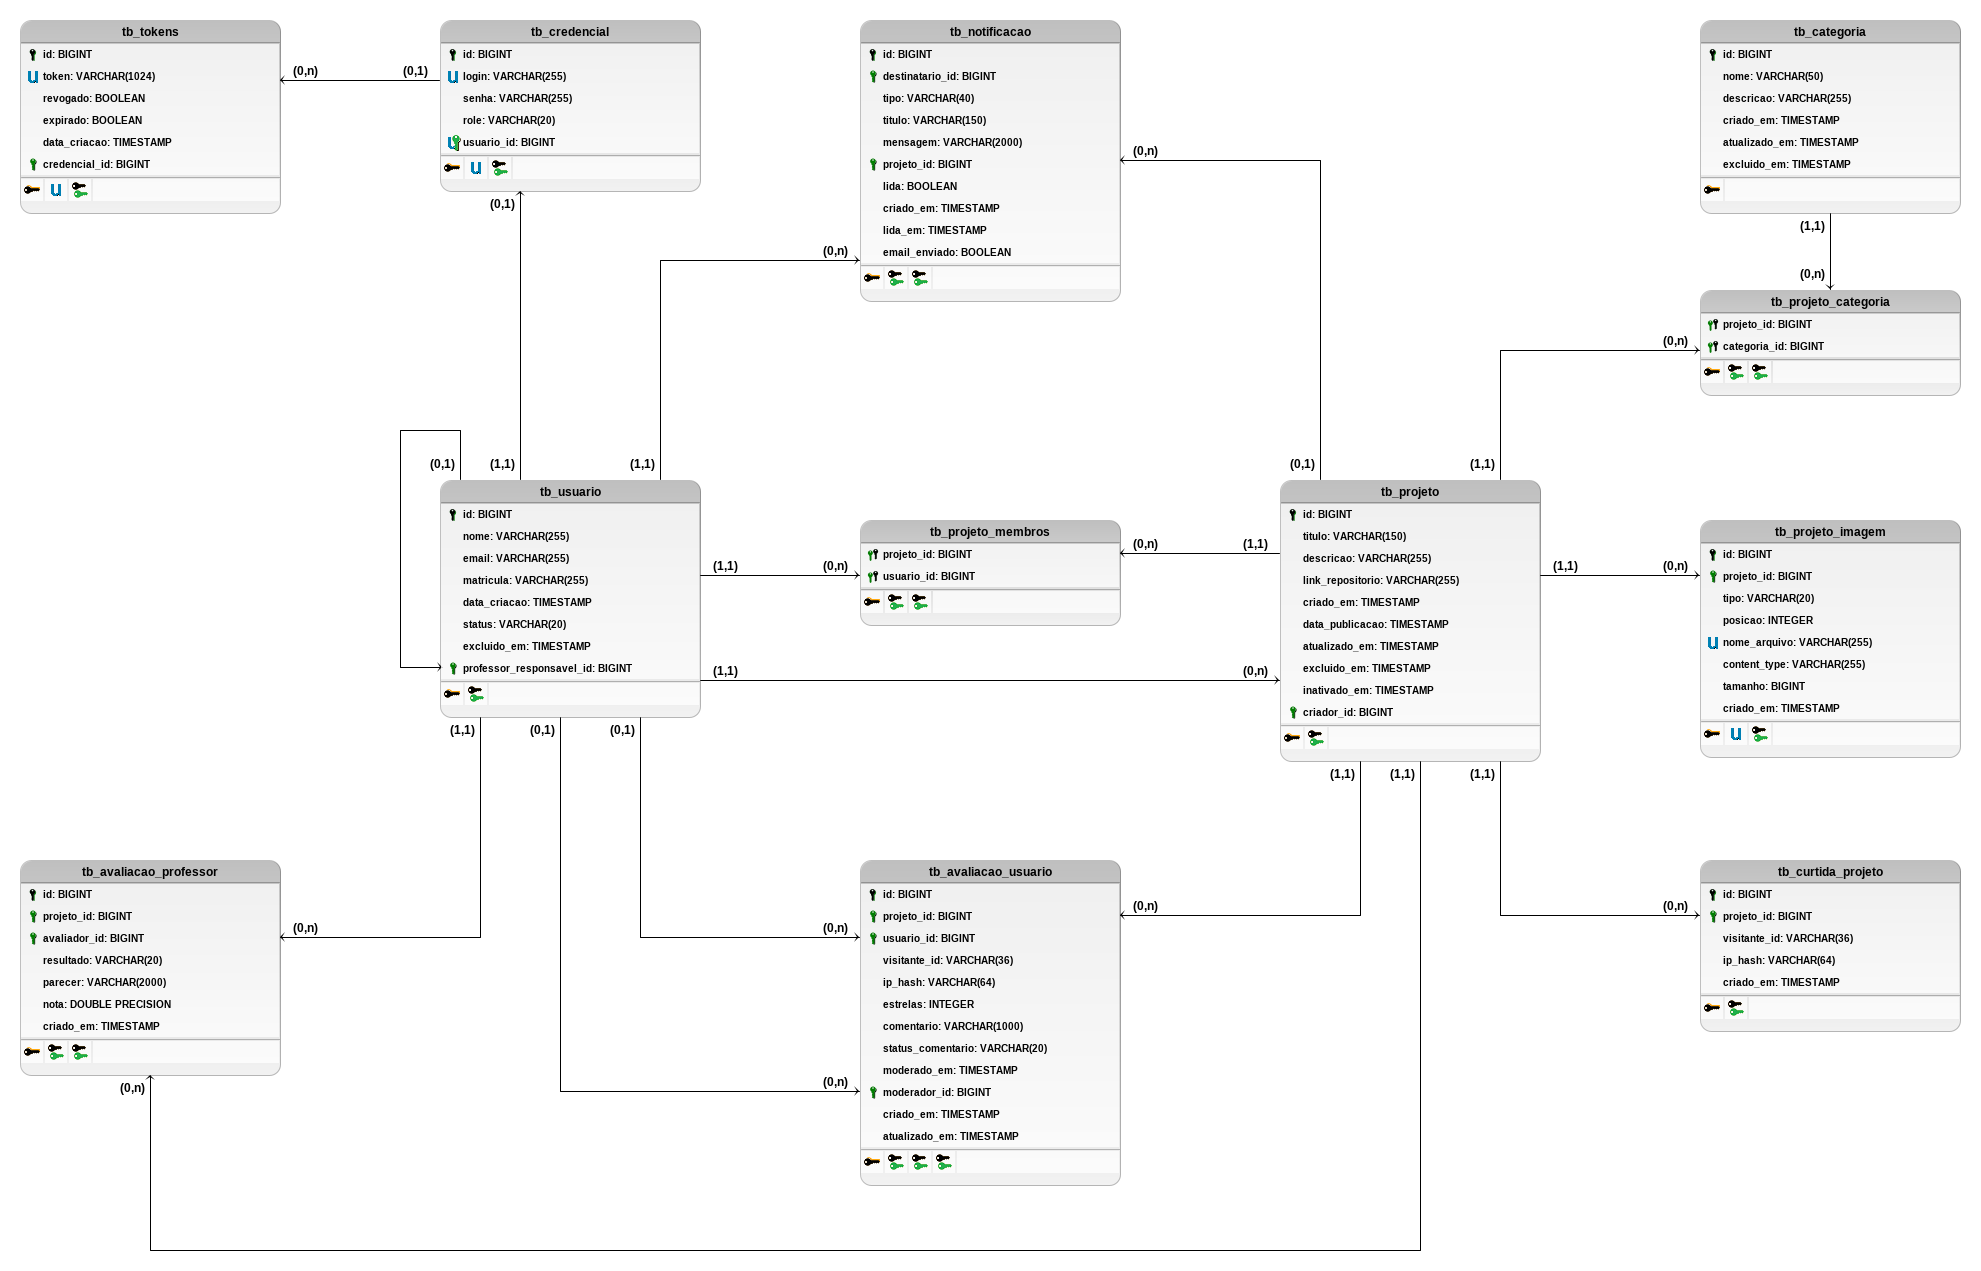 tb_tokens
id: BIGINT
token: VARCHAR(1024)
revogado: BOOLEAN
expirado: BOOLEAN
data_criacao: TIMESTAMP
credencial_id: BIGINT
(0,n)
(0,1)
tb_credencial
id: BIGINT
login: VARCHAR(255)
senha: VARCHAR(255)
role: VARCHAR(20)
usuario_id: BIGINT
(0,1)
tb_notificacao
id: BIGINT
destinatario_id: BIGINT
tipo: VARCHAR(40)
titulo: VARCHAR(150)
mensagem: VARCHAR(2000)
projeto_id: BIGINT
lida: BOOLEAN
criado_em: TIMESTAMP
lida_em: TIMESTAMP
email_enviado: BOOLEAN
(0,n)
(0,n)
tb_categoria
id: BIGINT
nome: VARCHAR(50)
descricao: VARCHAR(255)
criado_em: TIMESTAMP
atualizado_em: TIMESTAMP
excluido_em: TIMESTAMP
(1,1)
(0,n)
tb_projeto_categoria
projeto_id: BIGINT
categoria_id: BIGINT
(0,n)
(0,1)
(1,1)
(1,1)
tb_usuario
id: BIGINT
nome: VARCHAR(255)
email: VARCHAR(255)
matricula: VARCHAR(255)
data_criacao: TIMESTAMP
status: VARCHAR(20)
excluido_em: TIMESTAMP
professor_responsavel_id: BIGINT
(1,1)
(0,n)
(1,1)
(0,n)
tb_projeto_membros
projeto_id: BIGINT
usuario_id: BIGINT
(0,n)
(1,1)
(0,1)
(1,1)
tb_projeto
id: BIGINT
titulo: VARCHAR(150)
descricao: VARCHAR(255)
link_repositorio: VARCHAR(255)
criado_em: TIMESTAMP
data_publicacao: TIMESTAMP
atualizado_em: TIMESTAMP
excluido_em: TIMESTAMP
inativado_em: TIMESTAMP
criador_id: BIGINT
(1,1)
(0,n)
tb_projeto_imagem
id: BIGINT
projeto_id: BIGINT
tipo: VARCHAR(20)
posicao: INTEGER
nome_arquivo: VARCHAR(255)
content_type: VARCHAR(255)
tamanho: BIGINT
criado_em: TIMESTAMP
(1,1)
(0,1)
(0,1)
(1,1)
(1,1)
(1,1)
tb_avaliacao_professor
id: BIGINT
projeto_id: BIGINT
avaliador_id: BIGINT
resultado: VARCHAR(20)
parecer: VARCHAR(2000)
nota: DOUBLE PRECISION
criado_em: TIMESTAMP
(0,n)
(0,n)
(0,n)
(0,n)
tb_avaliacao_usuario
id: BIGINT
projeto_id: BIGINT
usuario_id: BIGINT
visitante_id: VARCHAR(36)
ip_hash: VARCHAR(64)
estrelas: INTEGER
comentario: VARCHAR(1000)
status_comentario: VARCHAR(20)
moderado_em: TIMESTAMP
moderador_id: BIGINT
criado_em: TIMESTAMP
atualizado_em: TIMESTAMP
(0,n)
(0,n)
tb_curtida_projeto
id: BIGINT
projeto_id: BIGINT
visitante_id: VARCHAR(36)
ip_hash: VARCHAR(64)
criado_em: TIMESTAMP